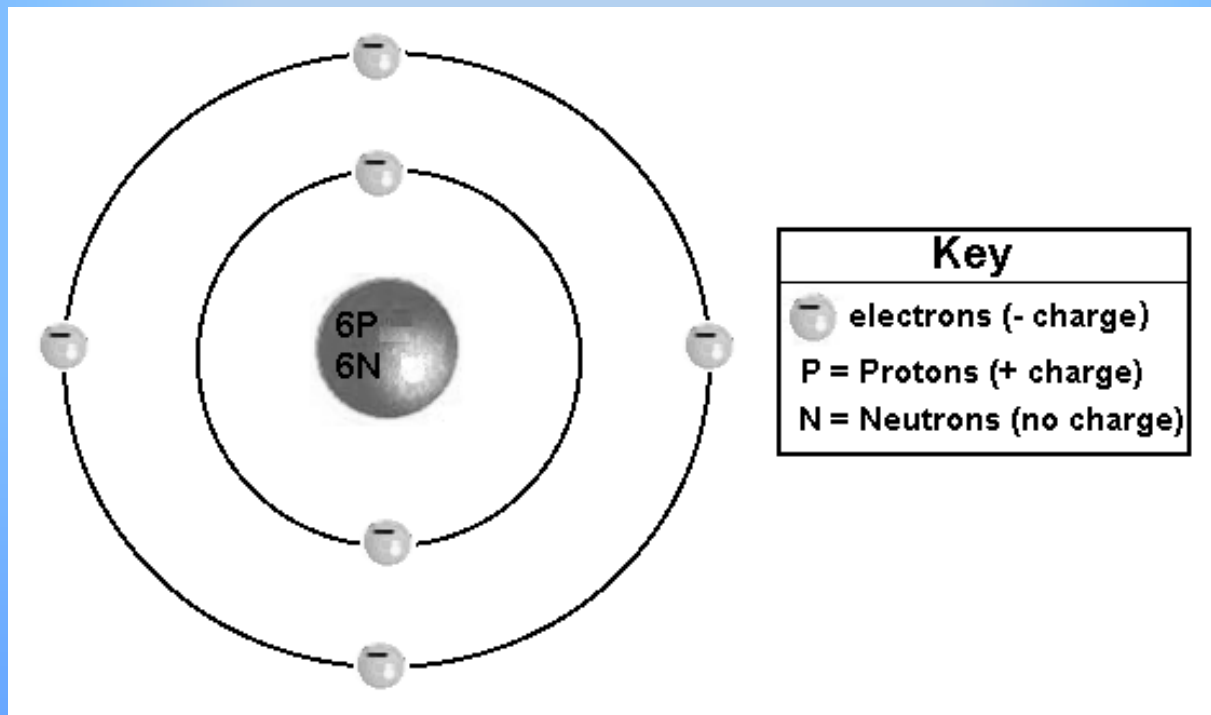 6P
6N
Key
electrons (- charge)
P = Protons (+ charge)
N = Neutrons (no charge)